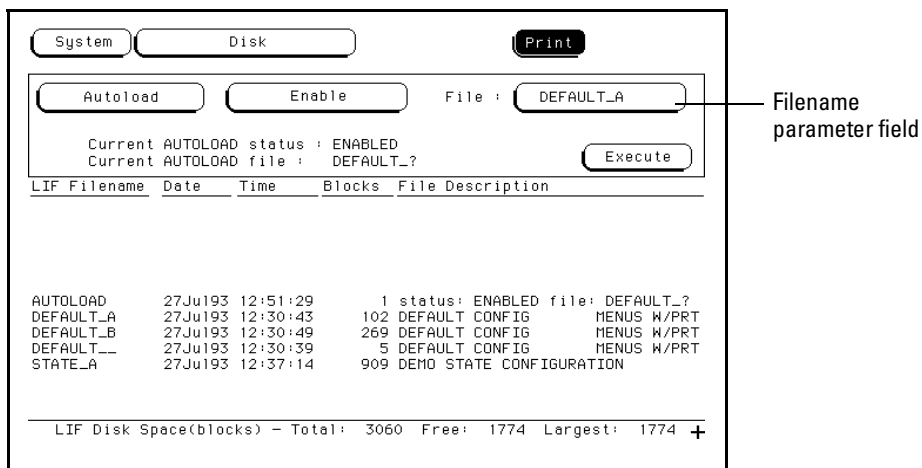 System Disk Print
Autoload Enable File : DEFAULT_A
Filename
parameter field
Current AUTOLOAD status : ENABLED
Current AUTOLOAD file : DEFAULT_?
Execute
LIF Filename Date Time Blocks File Description
AUTOLOAD 27Jul93 12:51:29 1 status: ENABLED file: DEFAULT_?
DEFAULT_A 27Jul93 12:30:43 102 DEFAULT CONFIG MENUS W/PRT
DEFAULT_B 27Jul93 12:30:49 269 DEFAULT CONFIG MENUS W/PRT
DEFAULT__ 27Jul93 12:30:39 5 DEFAULT CONFIG MENUS W/PRT
STATE_A 27Jul93 12:37:14 909 DEMO STATE CONFIGURATION
LIF Disk Space(blocks) – Total: 3060 Free: 1774 Largest: 1774 +